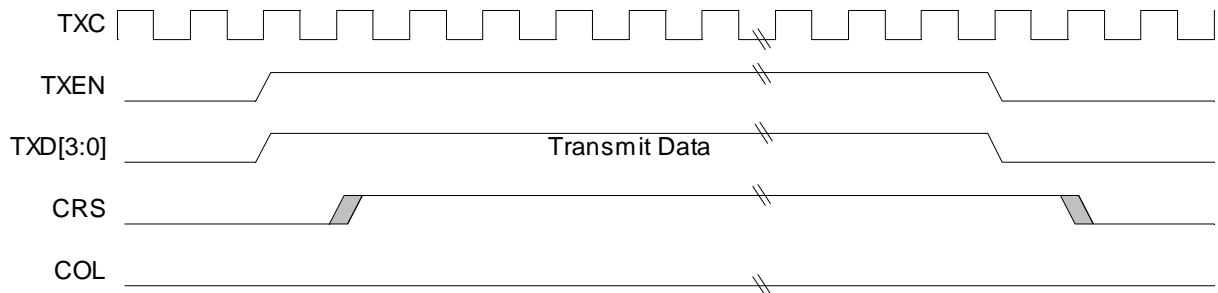 TXC
TXEN
TXD[3:0]
Transmit Data
CRS
COL